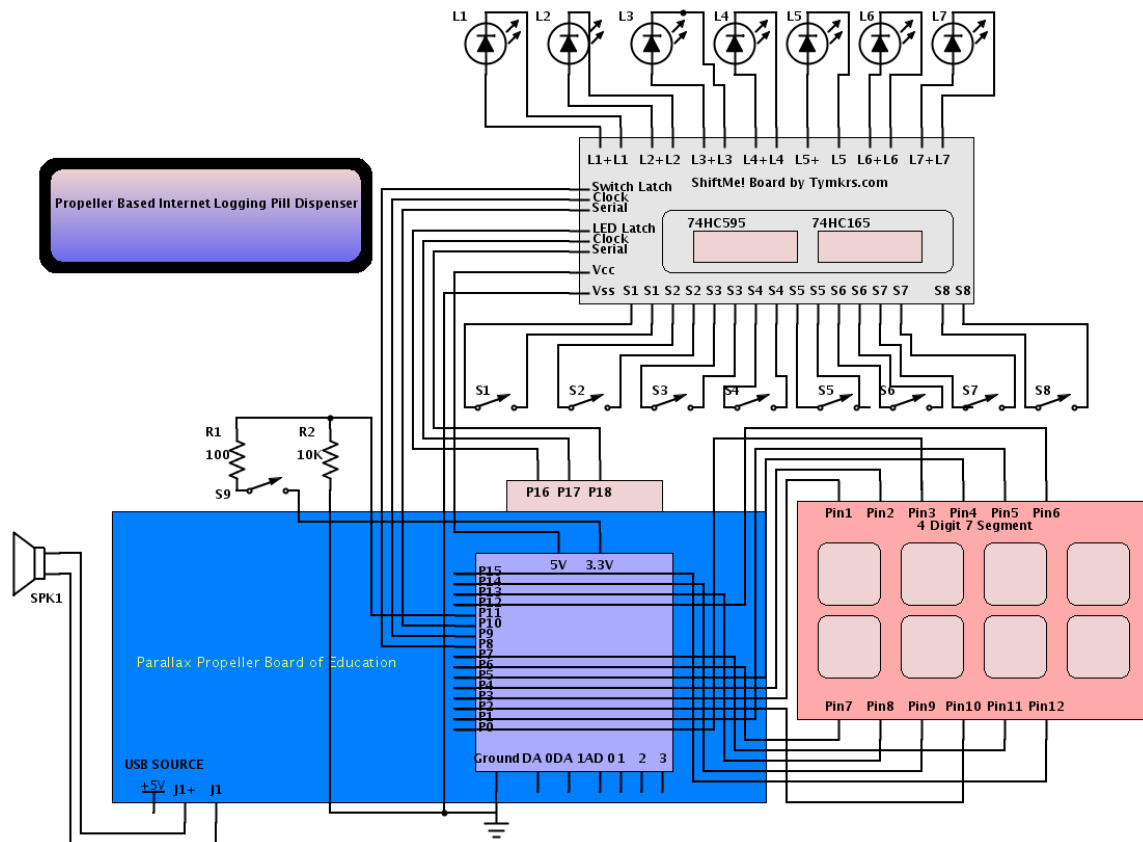 L1 L2 L3 L4 L5 L6 L7
L1+L1 L2+L2 L3+L3 L4+L4 L5+ L5 L6+L6 L7+L7
ShiftMe! Board by Tymkrs.com
Switch Latch
Clock
Serial
LED Latch
Clock
Serial
Vcc
Vss
74HC595 74HC165
S1 S1 S2 S2 S3 S3 S4 S4 S5 S5 S6 S6 S7 S7 S8 S8
Propeller Based Internet Logging Pill Dispenser
S1 S2 S3 S4 S5 S6 S7 S8
R1 R2
100 10K
S9
P16 P17 P18
Pin1 Pin2 Pin3 Pin4 Pin5 Pin6
4 Digit 7 Segment
SPK1
5V 3.3V
P15
P14
P13
P12
P11
P10
P9
P8
P7
P6
P5
P4
P3
P2
P1
P0
Parallax Propeller Board of Education
Pin7 Pin8 Pin9 Pin10 Pin11 Pin12
Ground DA 0 DA 1 AD 0 1 2 3
USB SOURCE
+5V J1+ J1